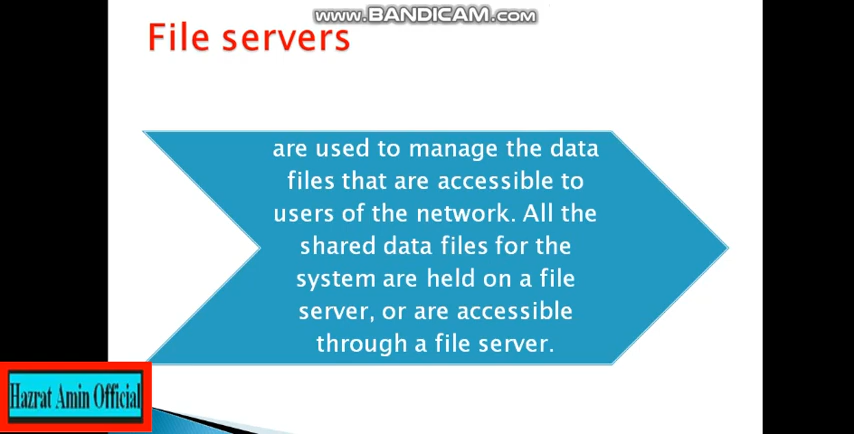 www.BANDICAM.com
File servers
are used to manage the data
files that are accessible to
users of the network. All the
shared data files for the
system are held on a file
server, or are accessible
through a file server.
Hazrat Amin Official